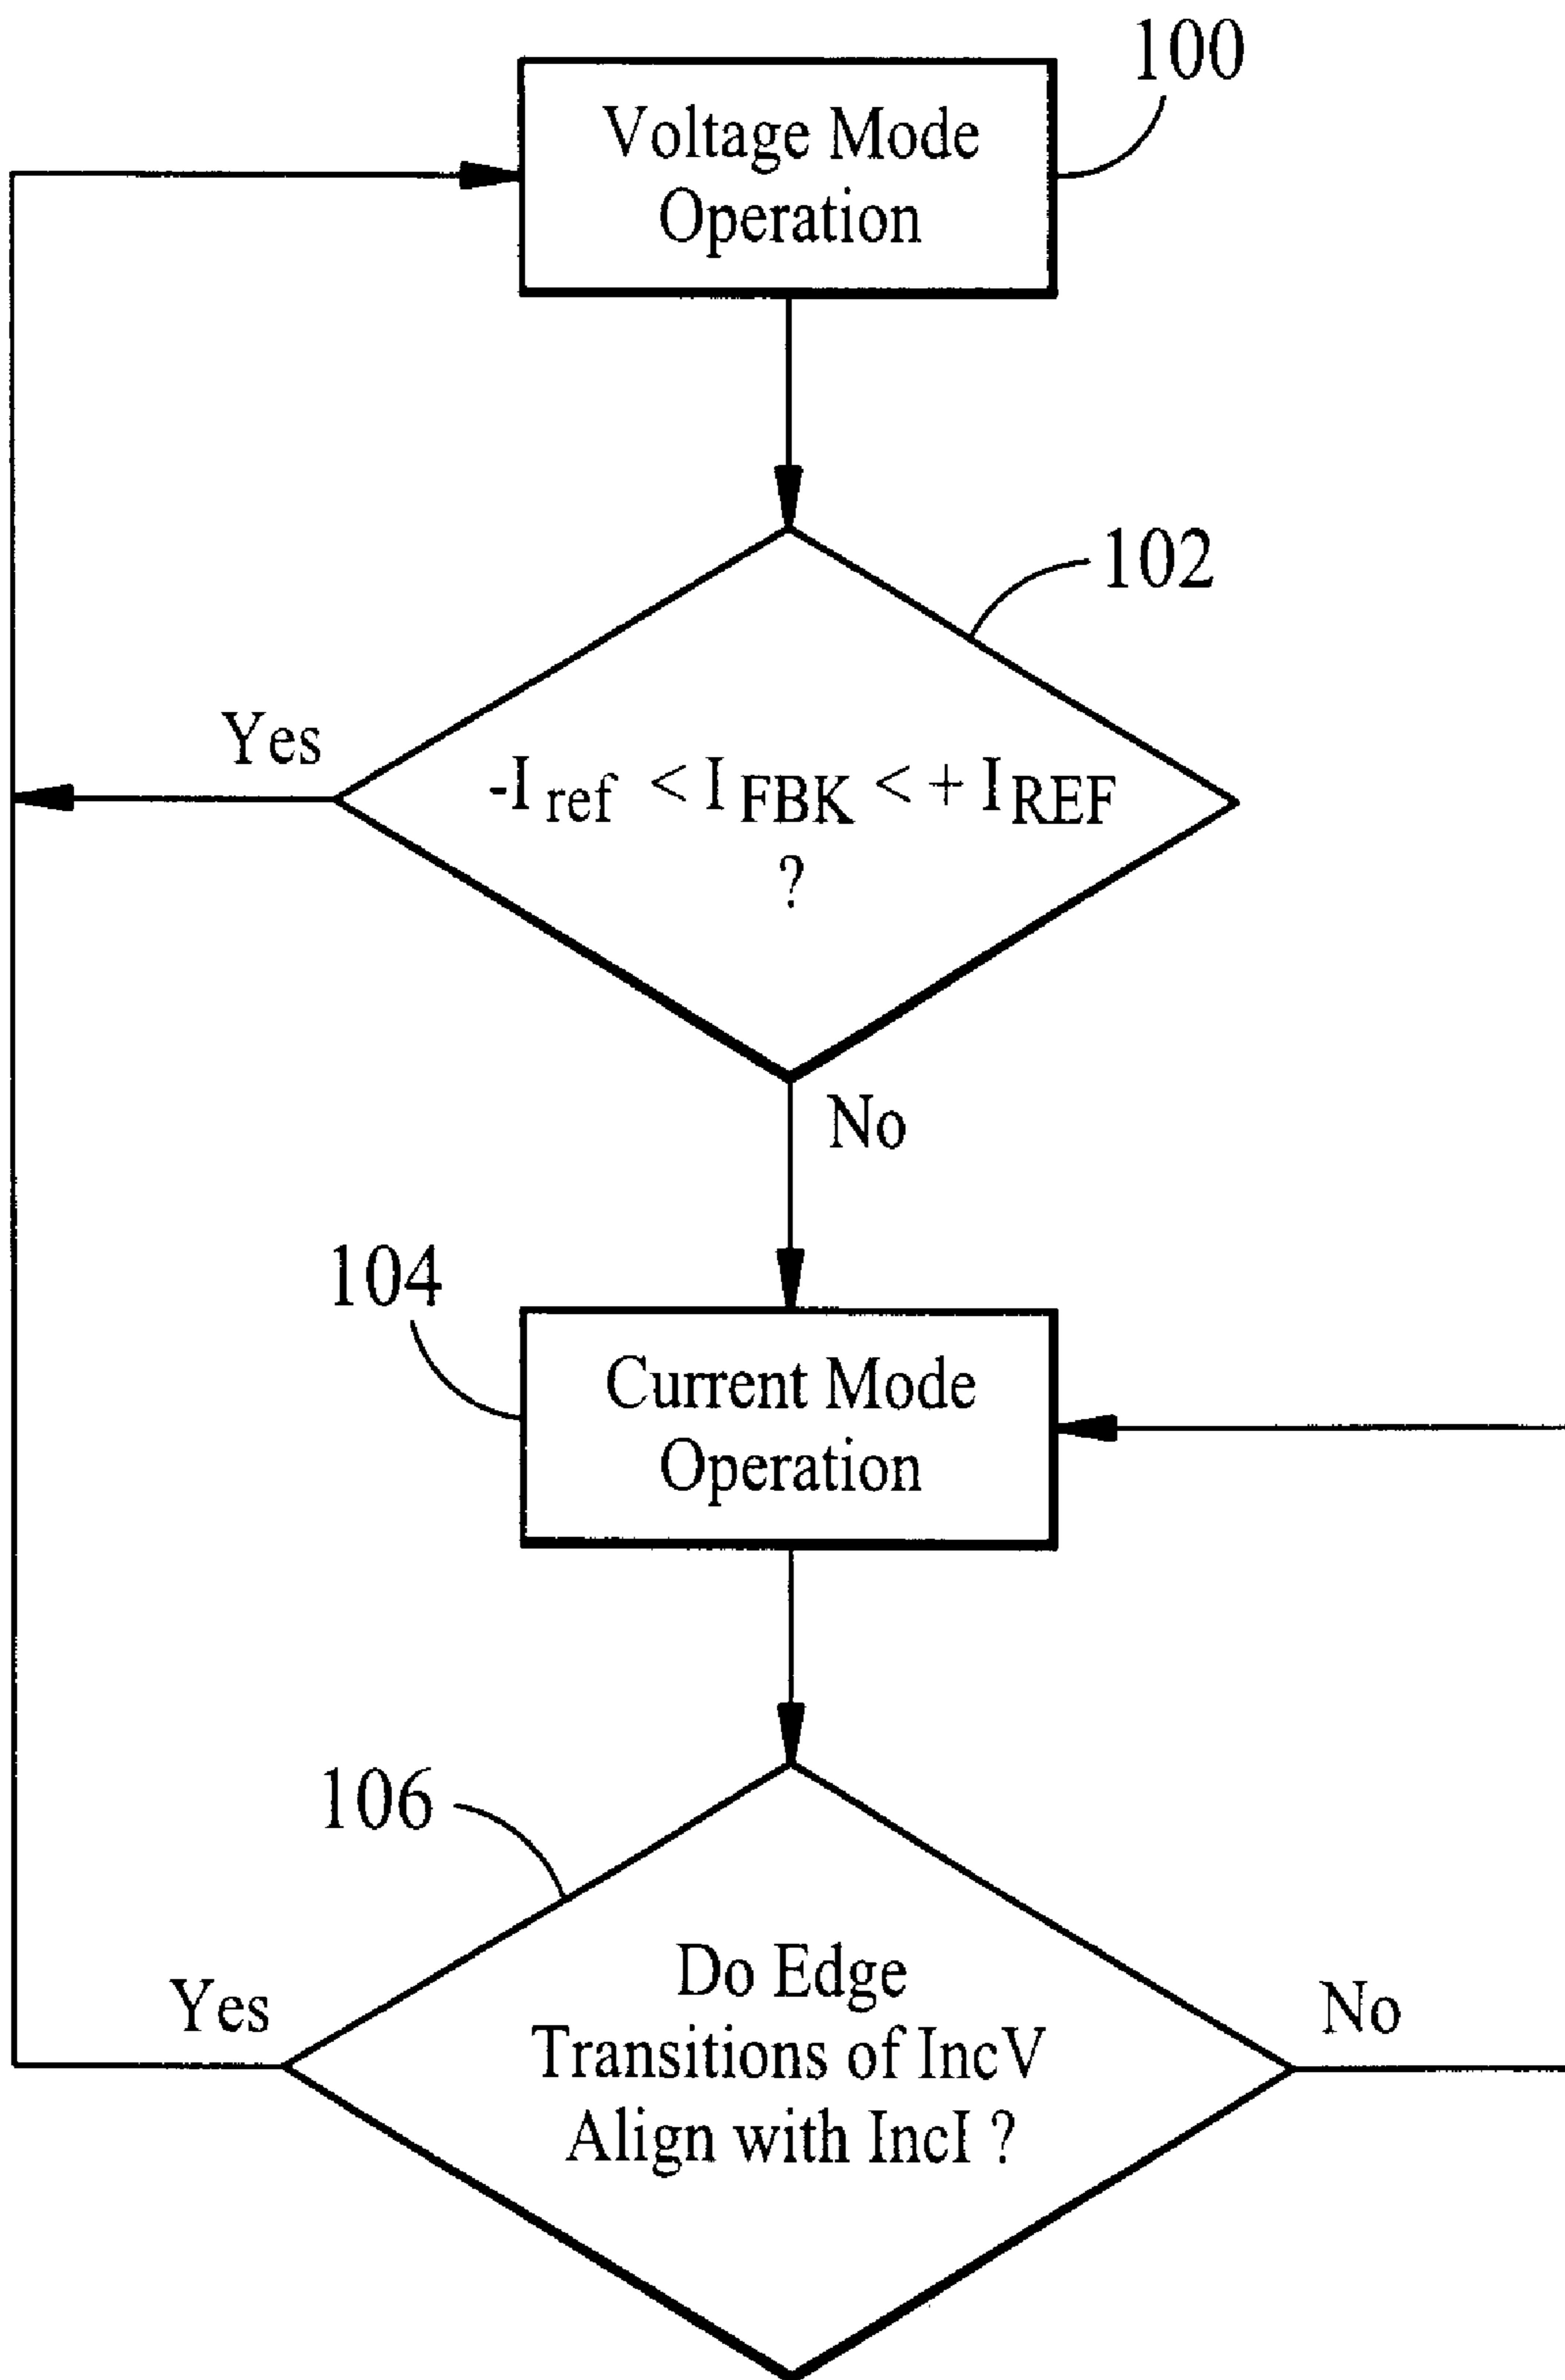 100
Voltage Mode
Operation
102
Yes
-I ref < I FBK < + I REF
?
No
104
Current Mode
Operation
106
Do Edge
Yes
No
Transitions of IncV
Align with IncI ?